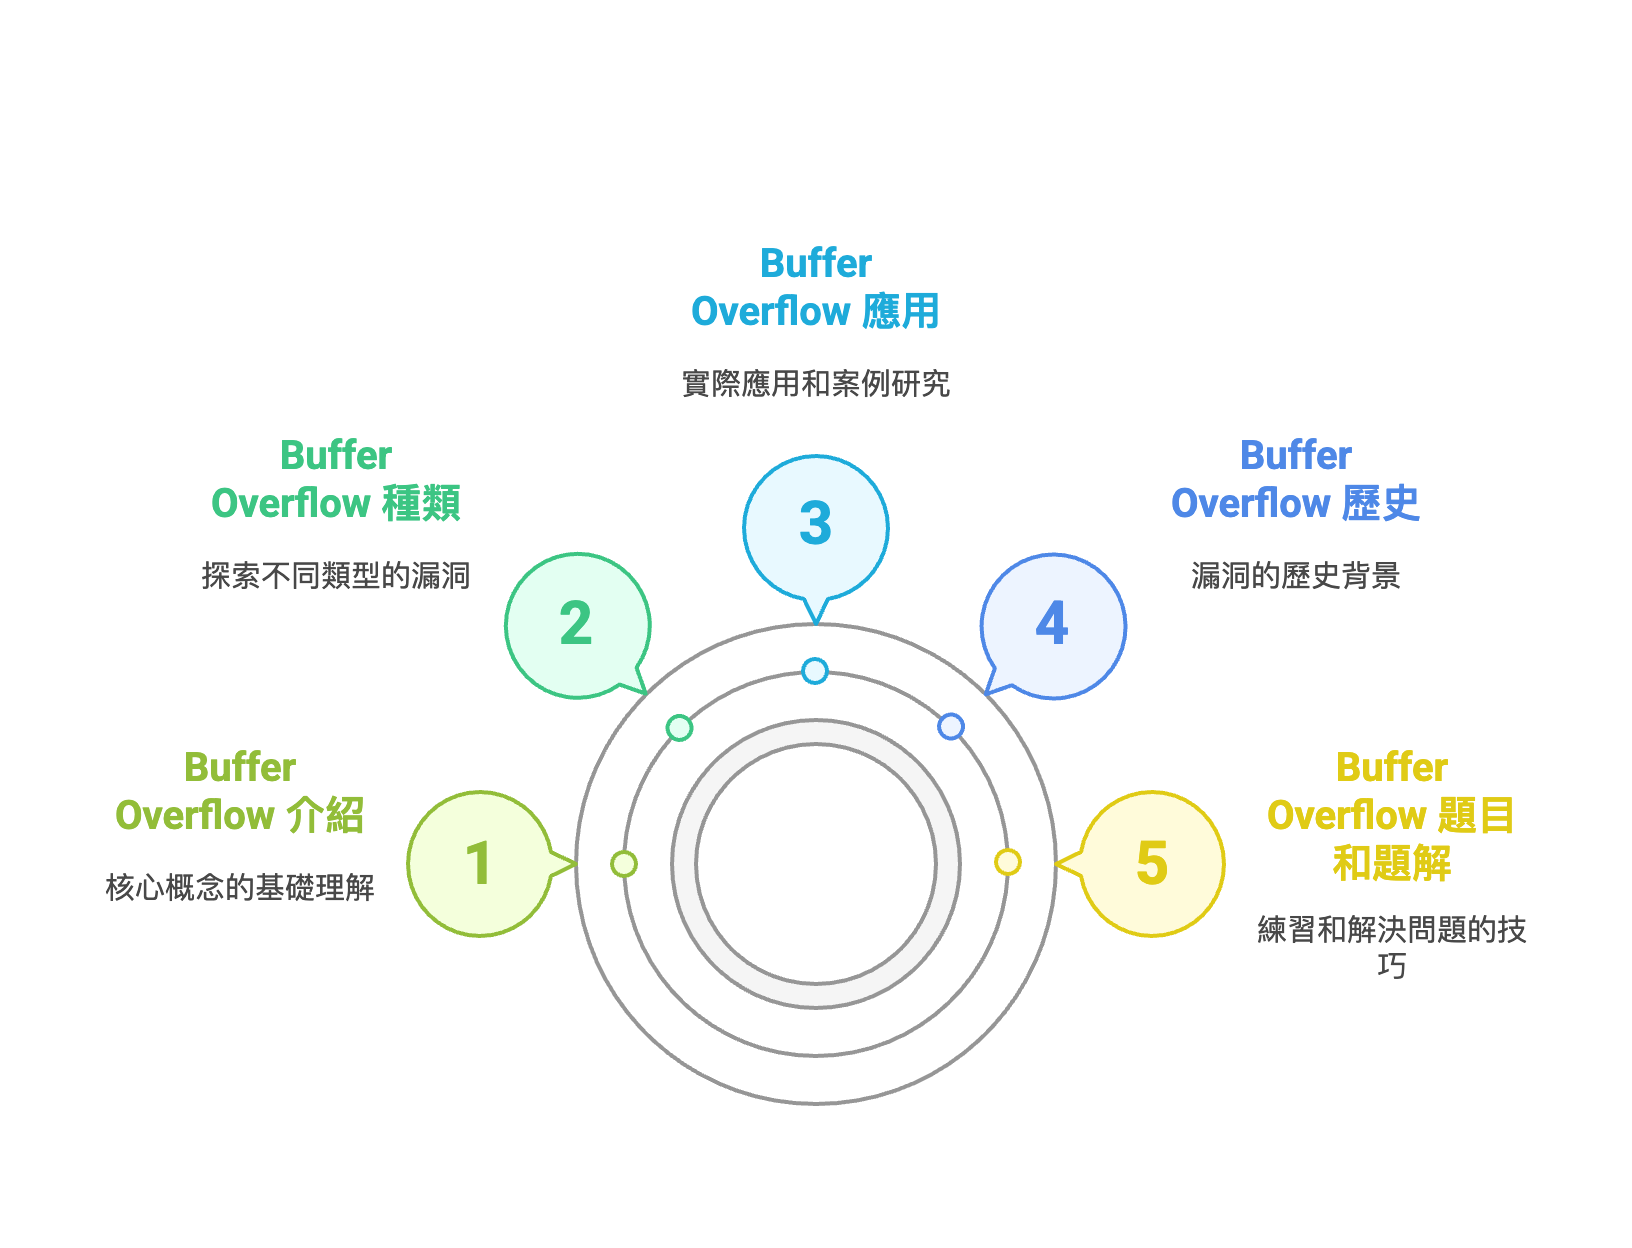 Buffer
Overflow 應用
實際應用和案例研究
3
Buffer
Overflow 種類
探索不同類型的漏洞
2
Buffer
Overflow 歷史
漏洞的歷史背景
4
Buffer
Overflow 介紹
核心概念的基礎理解
1
Buffer
Overflow 題目
和題解
練習和解決問題的技
巧
5